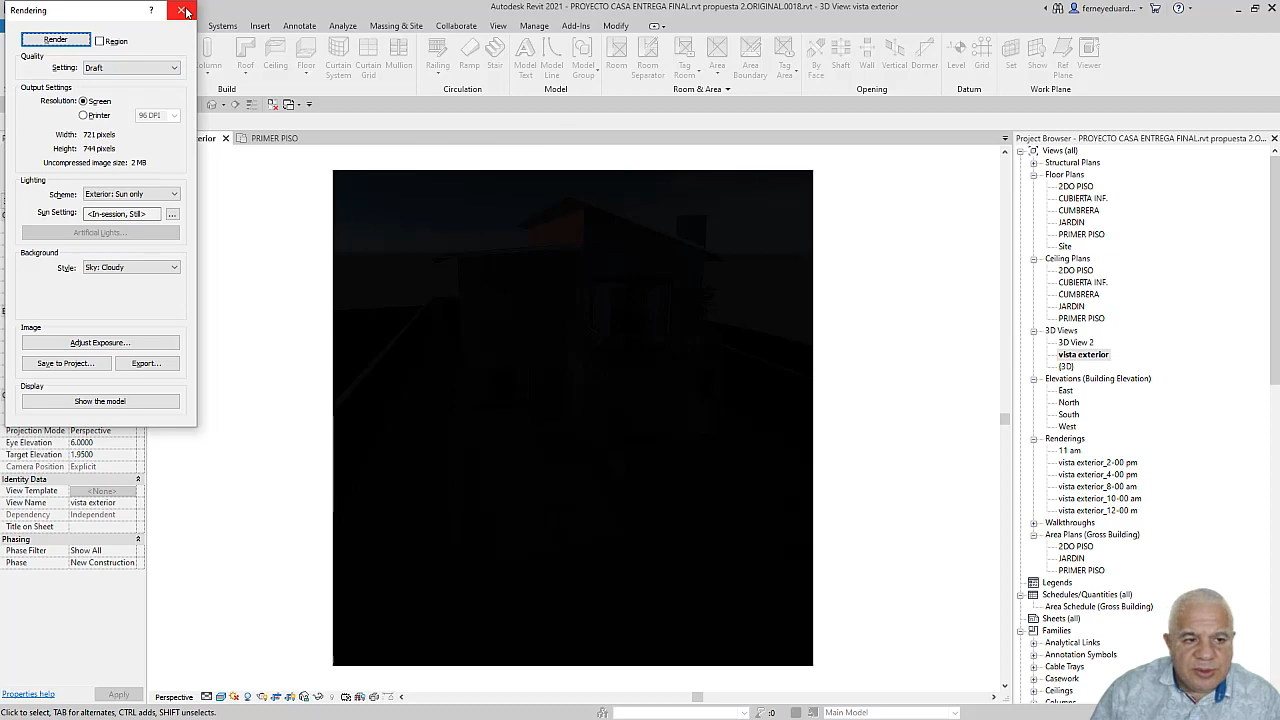 Rendering
?
Autodesk Revit 2021 - PROYECTO CASA ENTREGA FINAL.rvt propuesta 2.ORIGINAL.0018.rvt - 3D View: vista exterior
ferneyeduard...
Systems Insert Annotate Analyze Massing & Site Collaborate View Manage Add-Ins Modify
Render
Region
Quality
Setting: Draft
Output Settings
Resolution: Screen
Printer 96 DPI
Width: 721 pixels
Height: 744 pixels
Uncompressed image size: 2 MB
Lighting
Scheme: Exterior: Sun only
Sun Setting: <In-session, Still> ...
Artificial Lights...
Background
Style: Sky: Cloudy
Image
Adjust Exposure...
Save to Project... Export...
Display
Show the model
Column Roof Ceiling Floor Curtain System Curtain Grid Mullion
Build
Railing Ramp Stair
Circulation
Model Text Model Line Model Group
Model
Room Room Separator Tag Room Area Area Boundary Tag Area
Room & Area
By Face Shaft Wall Vertical Dormer
Opening
Level Grid
Datum
Set Show Ref Plane Viewer
Work Plane
erior
PRIMER PISO
Projection Mode Perspective
Eye Elevation 6.0000
Target Elevation 1.9500
Camera Position Explicit
Identity Data
View Template <None>
View Name vista exterior
Dependency Independent
Title on Sheet
Phasing
Phase Filter Show All
Phase New Construction
Properties help Apply
Perspective
Click to select, TAB for alternates, CTRL adds, SHIFT unselects.
:0
Main Model
Project Browser - PROYECTO CASA ENTREGA FINAL.rvt propuesta 2.O...
Views (all)
Structural Plans
Floor Plans
2DO PISO
CUBIERTA INF.
CUMBRERA
JARDIN
PRIMER PISO
Site
Ceiling Plans
2DO PISO
CUBIERTA INF.
CUMBRERA
JARDIN
PRIMER PISO
3D Views
3D View 2
vista exterior
{3D}
Elevations (Building Elevation)
East
North
South
West
Renderings
11 am
vista exterior_2-00 pm
vista exterior_4-00 pm
vista exterior_8-00 am
vista exterior_10-00 am
vista exterior_12-00 m
Walkthroughs
Area Plans (Gross Building)
2DO PISO
JARDIN
PRIMER PISO
Legends
Schedules/Quantities (all)
Area Schedule (Gross Building)
Sheets (all)
Families
Analytical Links
Annotation Symbols
Cable Trays
Casework
Ceilings